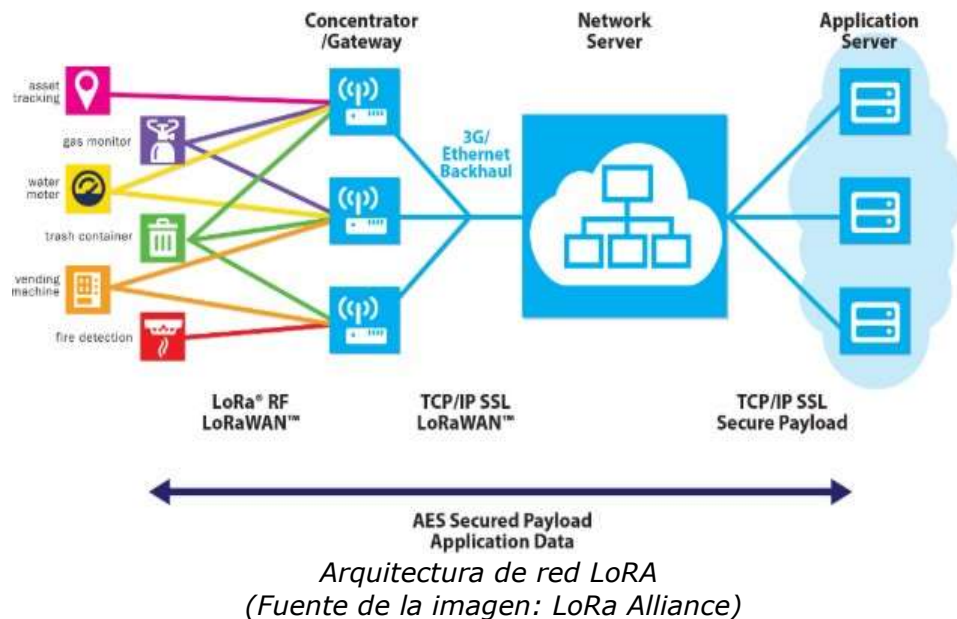 Concentrator
/Gateway
Network
Server
Application
Server
asset
tracking
gas monitor
water
meter
trash container
vending
machine
fire detection
3G/
Ethernet
Backhaul
LoRa® RF
LoRaWAN™
TCP/IP SSL
LoRaWAN™
TCP/IP SSL
Secure Payload
AES Secured Payload
Application Data
Arquitectura de red LoRA
(Fuente de la imagen: LoRa Alliance)